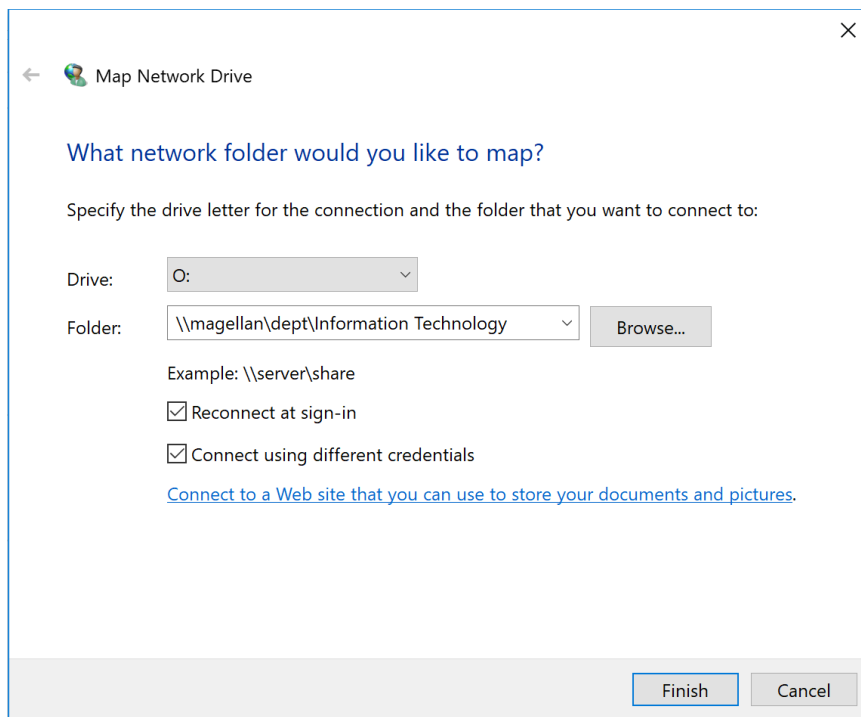 Map Network Drive
What network folder would you like to map?
Specify the drive letter for the connection and the folder that you want to connect to:
Drive: O:
Folder: \\magellan\dept\Information Technology Browse...
Example: \\server\share
Reconnect at sign-in
Connect using different credentials
Connect to a Web site that you can use to store your documents and pictures.
Finish Cancel